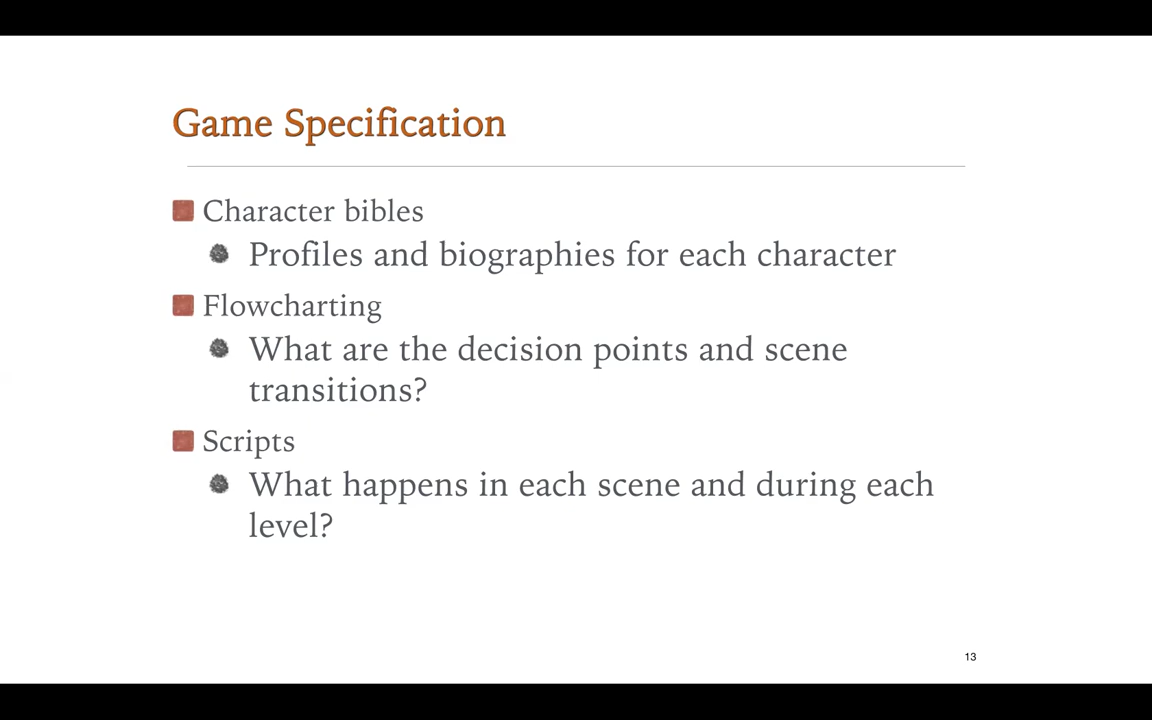 Game Specification
Character bibles
Profiles and biographies for each character
Flowcharting
What are the decision points and scene
transitions?
Scripts
What happens in each scene and during each
level?
13